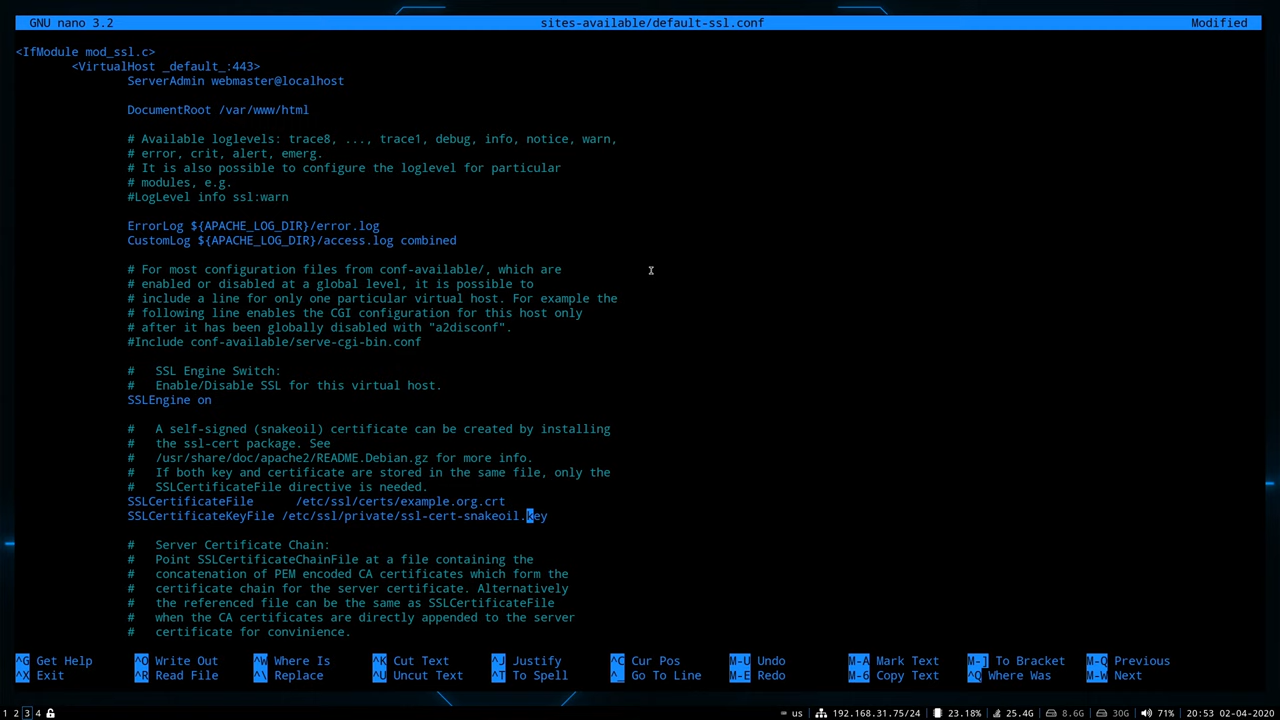 GNU nano 3.2 sites-available/default-ssl.conf Modified
<IfModule mod_ssl.c>
<VirtualHost _default_:443>
ServerAdmin webmaster@localhost
DocumentRoot /var/www/html
# Available loglevels: trace8, ..., trace1, debug, info, notice, warn,
# error, crit, alert, emerg.
# It is also possible to configure the loglevel for particular
# modules, e.g.
#LogLevel info ssl:warn
ErrorLog ${APACHE_LOG_DIR}/error.log
CustomLog ${APACHE_LOG_DIR}/access.log combined
# For most configuration files from conf-available/, which are
# enabled or disabled at a global level, it is possible to
# include a line for only one particular virtual host. For example the
# following line enables the CGI configuration for this host only
# after it has been globally disabled with "a2disconf".
#Include conf-available/serve-cgi-bin.conf
# SSL Engine Switch:
# Enable/Disable SSL for this virtual host.
SSLEngine on
# A self-signed (snakeoil) certificate can be created by installing
# the ssl-cert package. See
# /usr/share/doc/apache2/README.Debian.gz for more info.
# If both key and certificate are stored in the same file, only the
# SSLCertificateFile directive is needed.
SSLCertificateFile /etc/ssl/certs/example.org.crt
SSLCertificateKeyFile /etc/ssl/private/ssl-cert-snakeoil.key
# Server Certificate Chain:
# Point SSLCertificateChainFile at a file containing the
# concatenation of PEM encoded CA certificates which form the
# certificate chain for the server certificate. Alternatively
# the referenced file can be the same as SSLCertificateFile
# when the CA certificates are directly appended to the server
# certificate for convinience.
^G Get Help ^O Write Out ^W Where Is ^K Cut Text ^J Justify ^C Cur Pos M-U Undo M-A Mark Text M-] To Bracket M-Q Previous
^X Exit ^R Read File ^\ Replace ^U Uncut Text ^T To Spell ^_ Go To Line M-E Redo M-6 Copy Text ^Q Where Was M-W Next
1 2 3 4 us 192.168.31.75/24 23.18% 25.4G 8.6G 30G 71% 20:53 02-04-2020